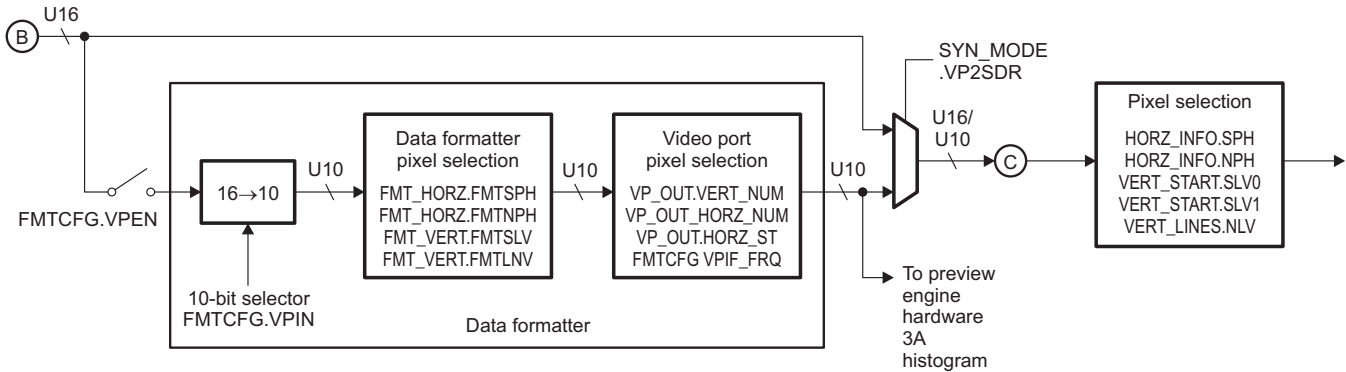 U16
B
SYN_MODE
.VP2SDR
Pixel selection
HORZ_INFO.SPH
HORZ_INFO.NPH
VERT_START.SLV0
VERT_START.SLV1
VERT_LINES.NLV
U16/
U10
C
Data formatter
pixel selection
FMT_HORZ.FMTSPH
FMT_HORZ.FMTNPH
FMT_VERT.FMTSLV
FMT_VERT.FMTLNV
Video port
pixel selection
VP_OUT.VERT_NUM
VP_OUT_HORZ_NUM
VP_OUT.HORZ_ST
FMTCFG VPIF_FRQ
U10
U10
U10
16→10
FMTCFG.VPEN
10-bit selector
FMTCFG.VPIN
Data formatter
To preview
engine
hardware
3A
histogram